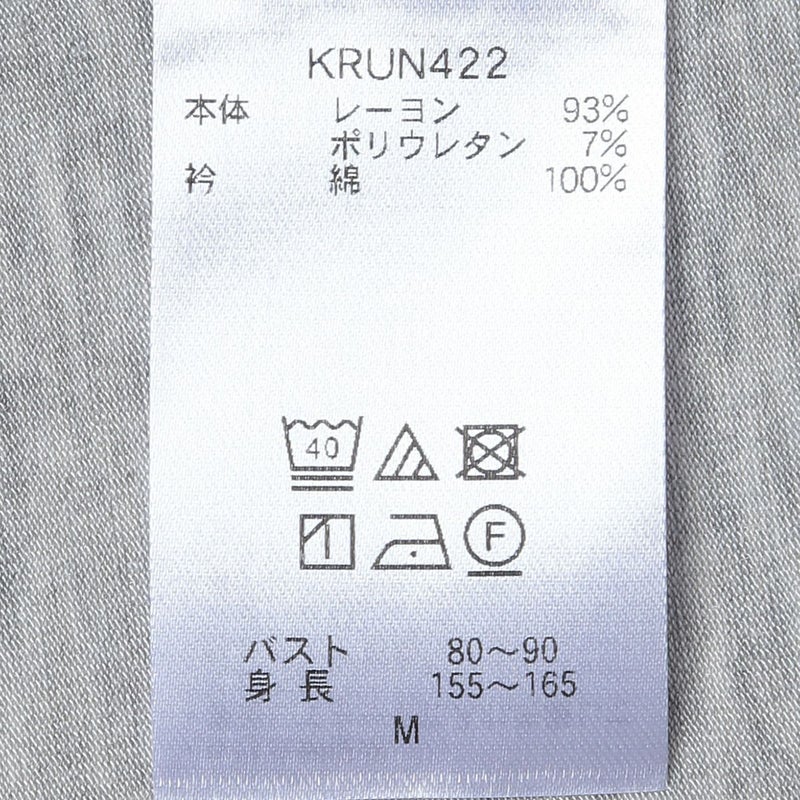 KRUN422
本体 レーヨン 93%
ポリウレタン 7%
衿 綿 100%
40
F
バスト 80～90
身長 155～165
M